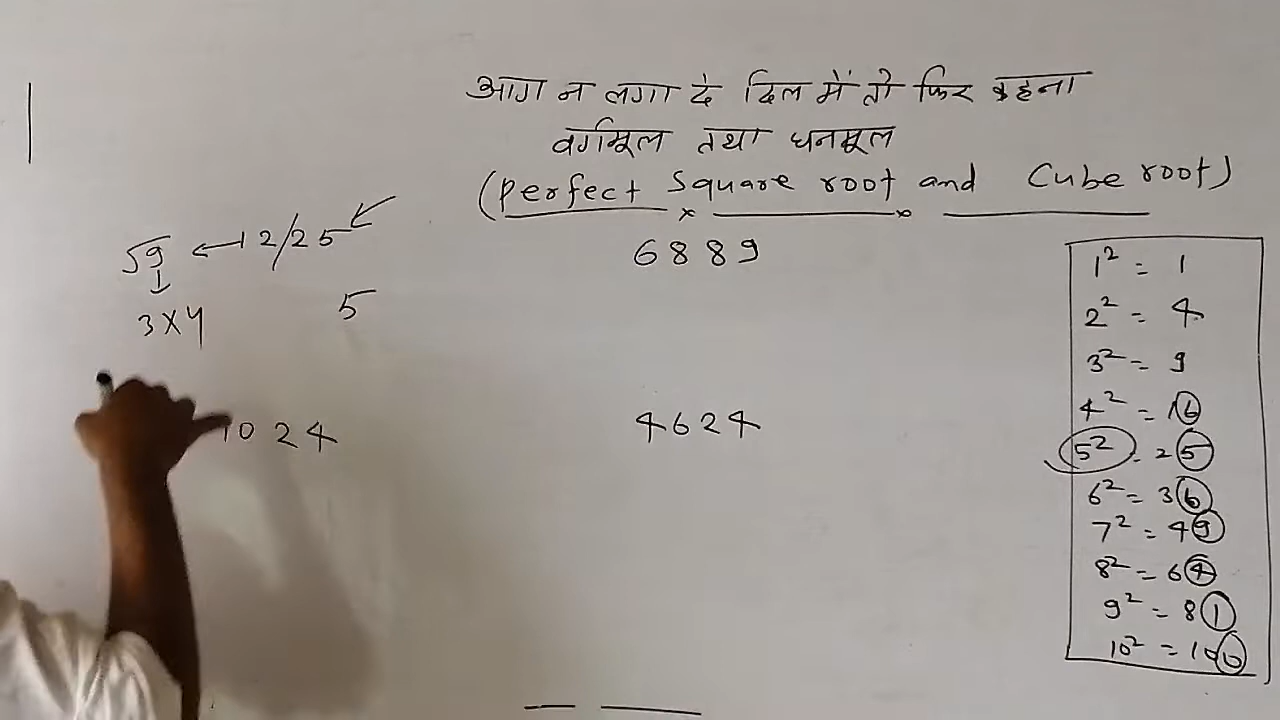 आग न लगा दे दिल में तो फिर कहना
वर्गमूल तथा घनमूल
(Perfect Square root and Cube root)
√9 ← 12/25
3×4
5
6889
1024
4624
1² = 1
2² = 4
3² = 9
4² = 16
5² = 25
6² = 36
7² = 49
8² = 64
9² = 81
10² = 100